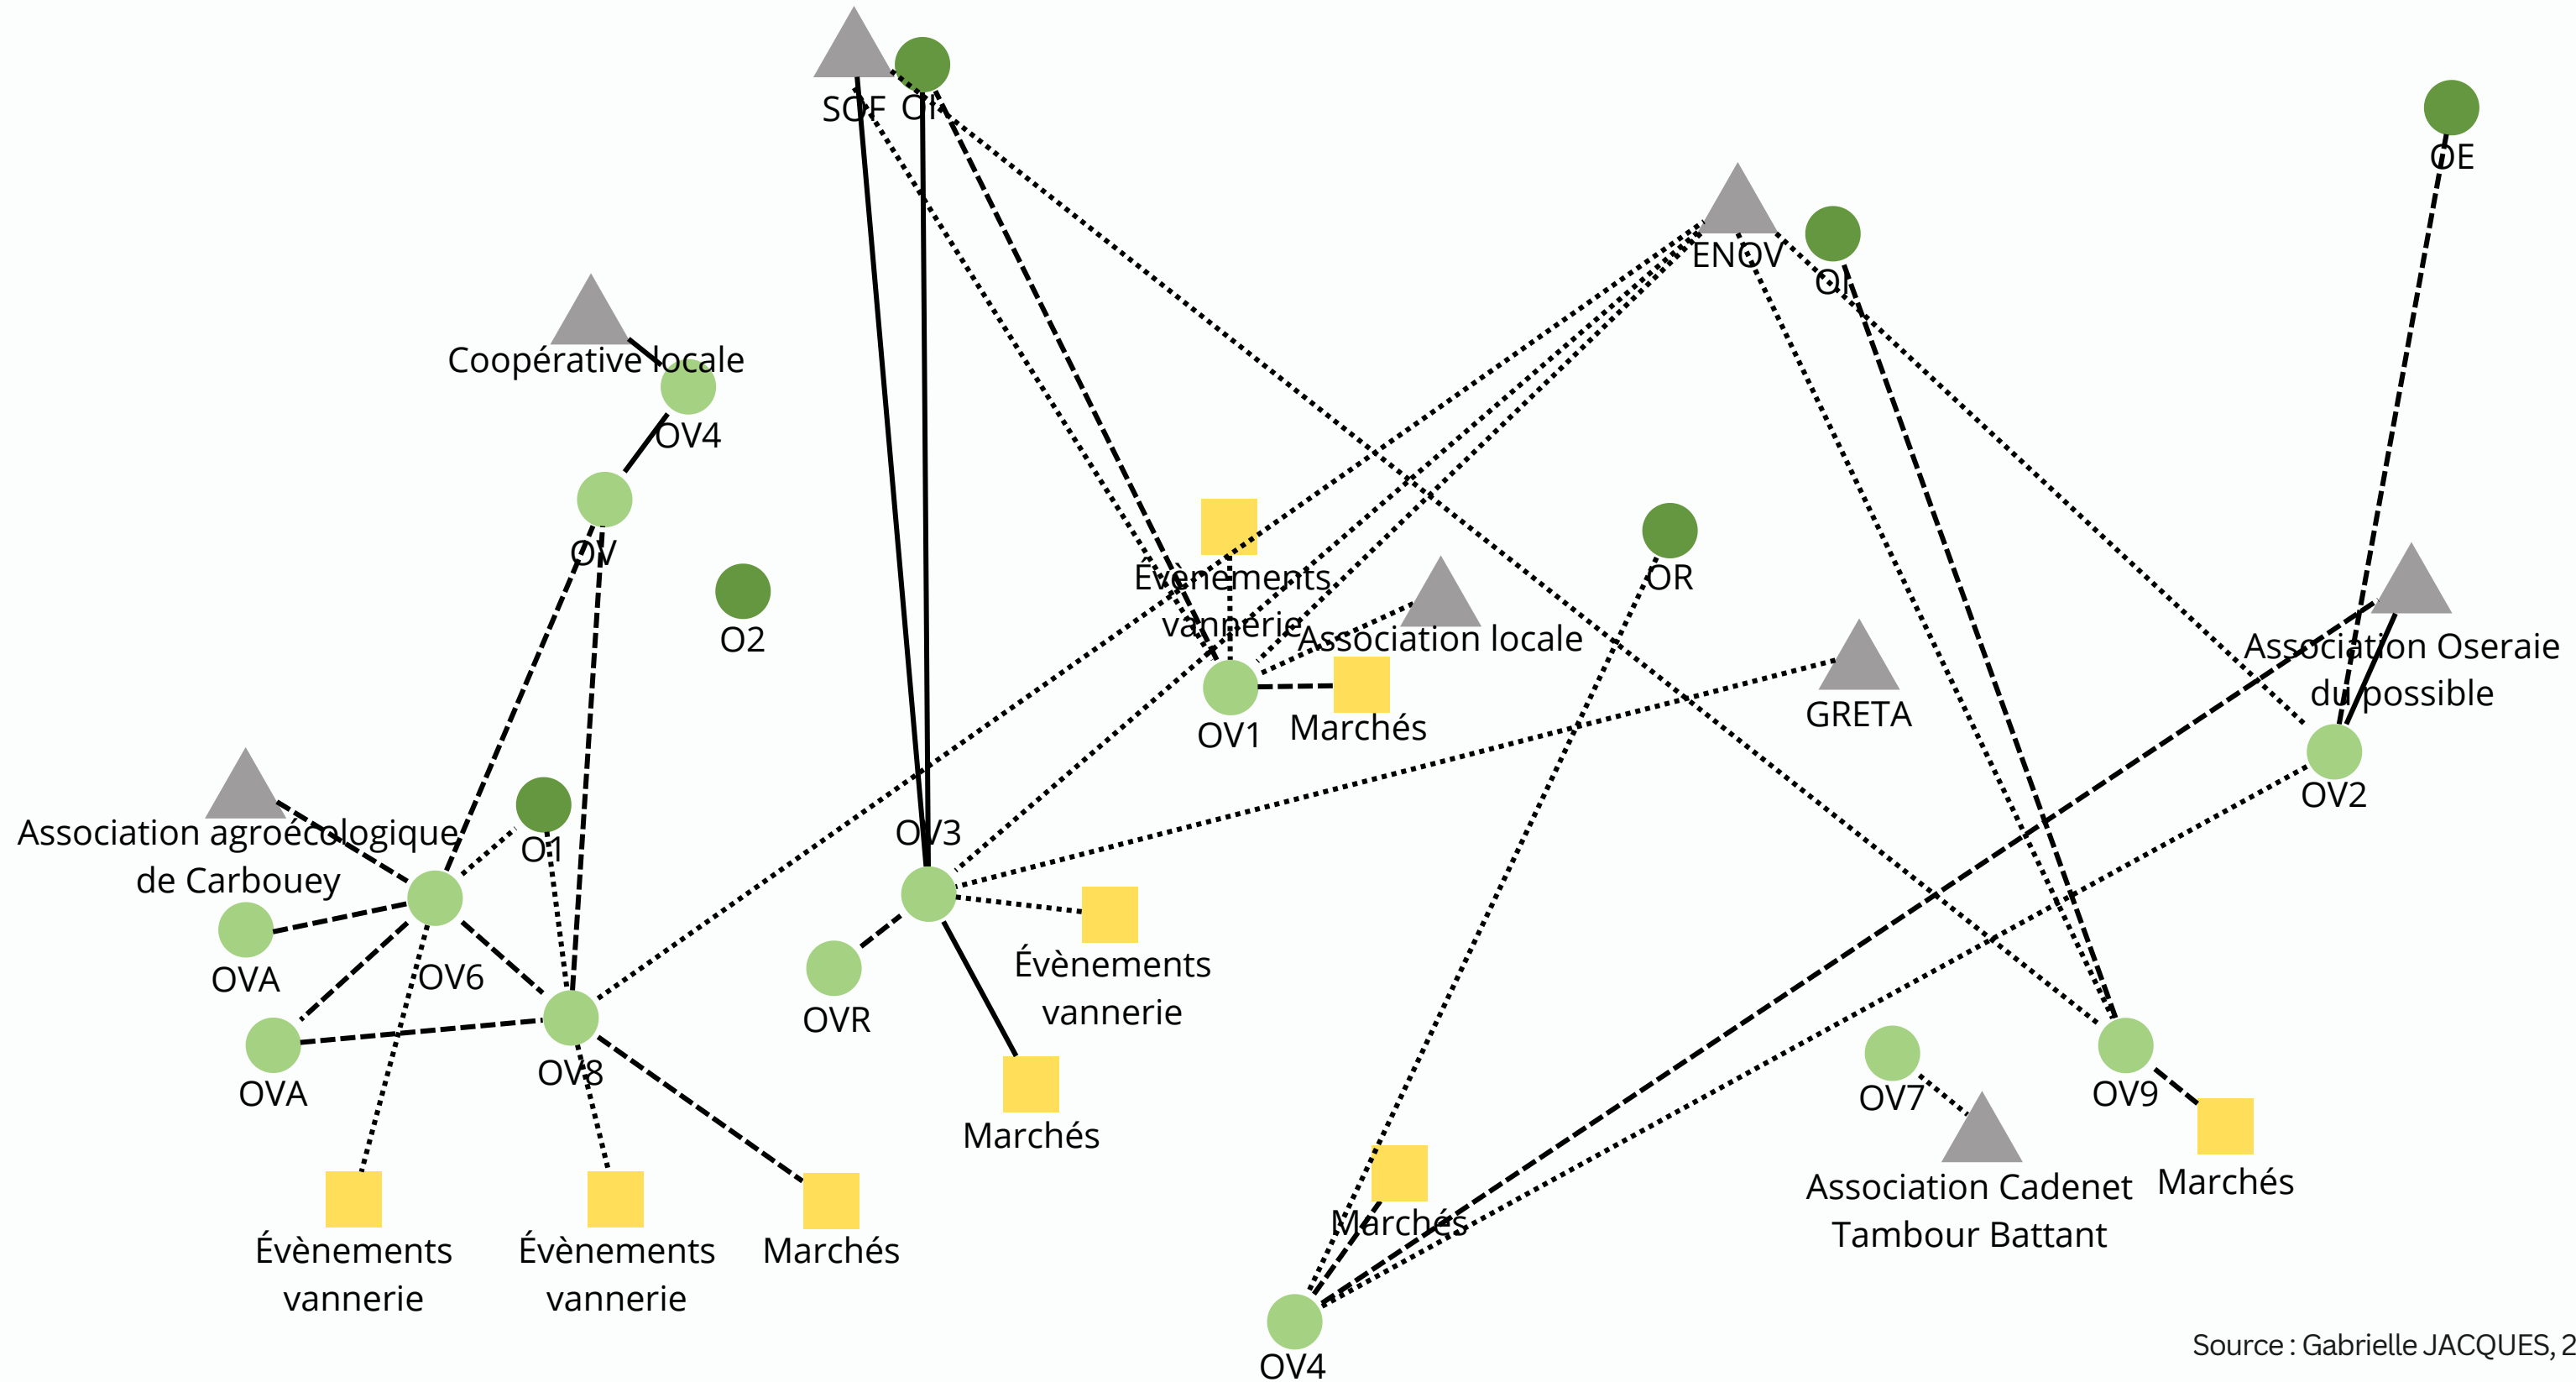 SOF
OI
OE
ENOV
OI
Coopérative locale
OV4
OV
O2
Évènements
vannerie
Association locale
OR
OV1
Marchés
GRETA
Association Oseraie
du possible
OV2
Association agroécologique
de Carbouey
O1
OV3
OVA
OV6
OVR
Évènements
vannerie
OVA
OV8
Marchés
OV7
OV9
Association Cadenet
Tambour Battant
Marchés
Évènements
vannerie
Évènements
vannerie
Marchés
Marchés
OV4
Source : Gabrielle JACQUES, 2